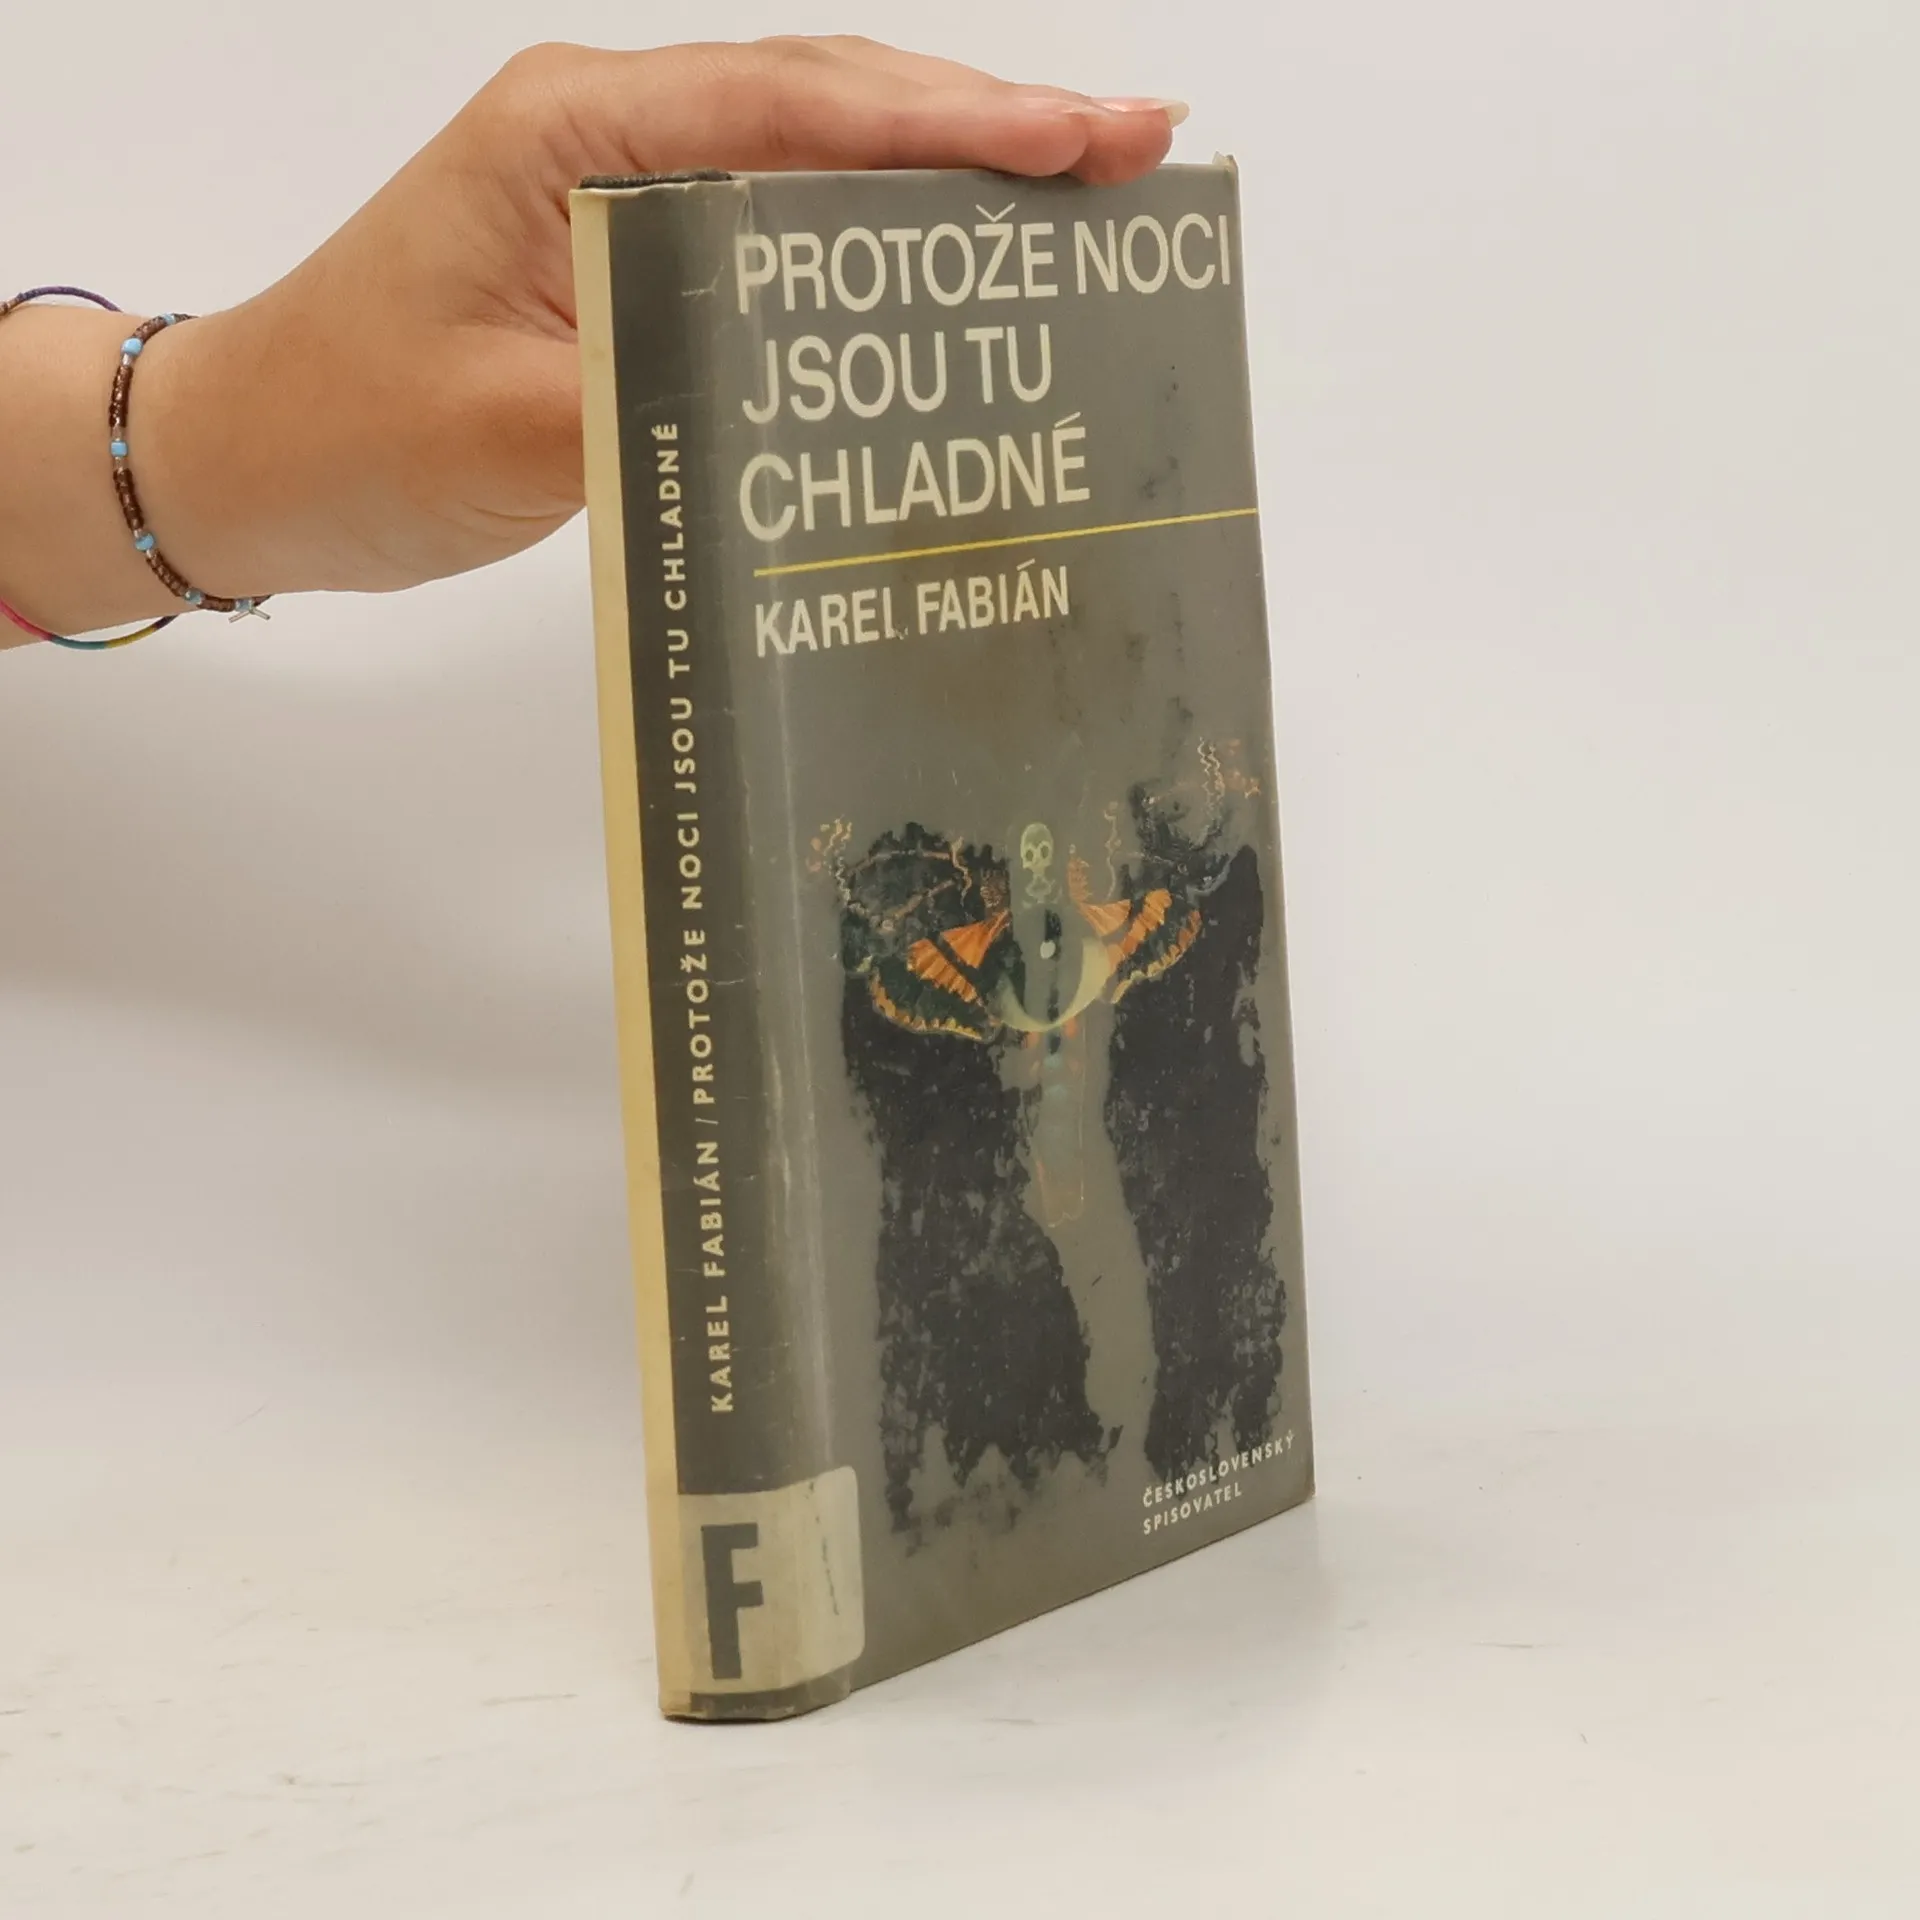 PROTOŽE NOCI
JSOU TU
CHLADNÉ
KAREL FABIÁN
ČESKOSLOVENSKÝ
SPISOVATEL
KAREL FABIÁN / PROTOŽE NOCI JSOU TU CHLADNÉ
F